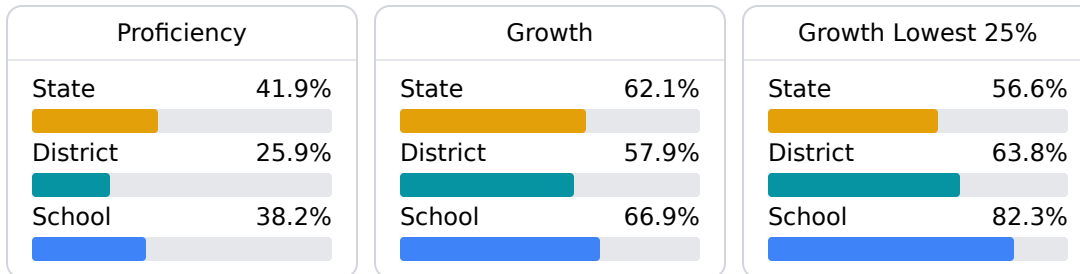 Proficiency
State 41.9%
District 25.9%
School 38.2%
Growth
State 62.1%
District 57.9%
School 66.9%
Growth Lowest 25%
State 56.6%
District 63.8%
School 82.3%